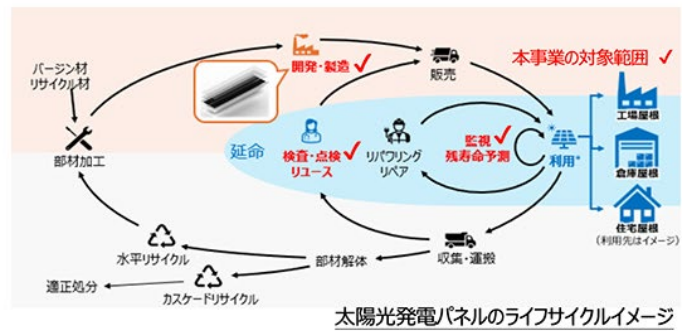 本事業の対象範囲 ✓
バージン材
リサイクル材
部材加工
開発・製造 ✓
販売
延命
検査・点検 ✓
リユース
リパワリング
リペア
監視 ✓
残寿命予測
利用*
工場屋根
倉庫屋根
住宅屋根
(利用先はイメージ)
水平リサイクル
部材解体
収集・運搬
適正処分
カスケードリサイクル
太陽光発電パネルのライフサイクルイメージ